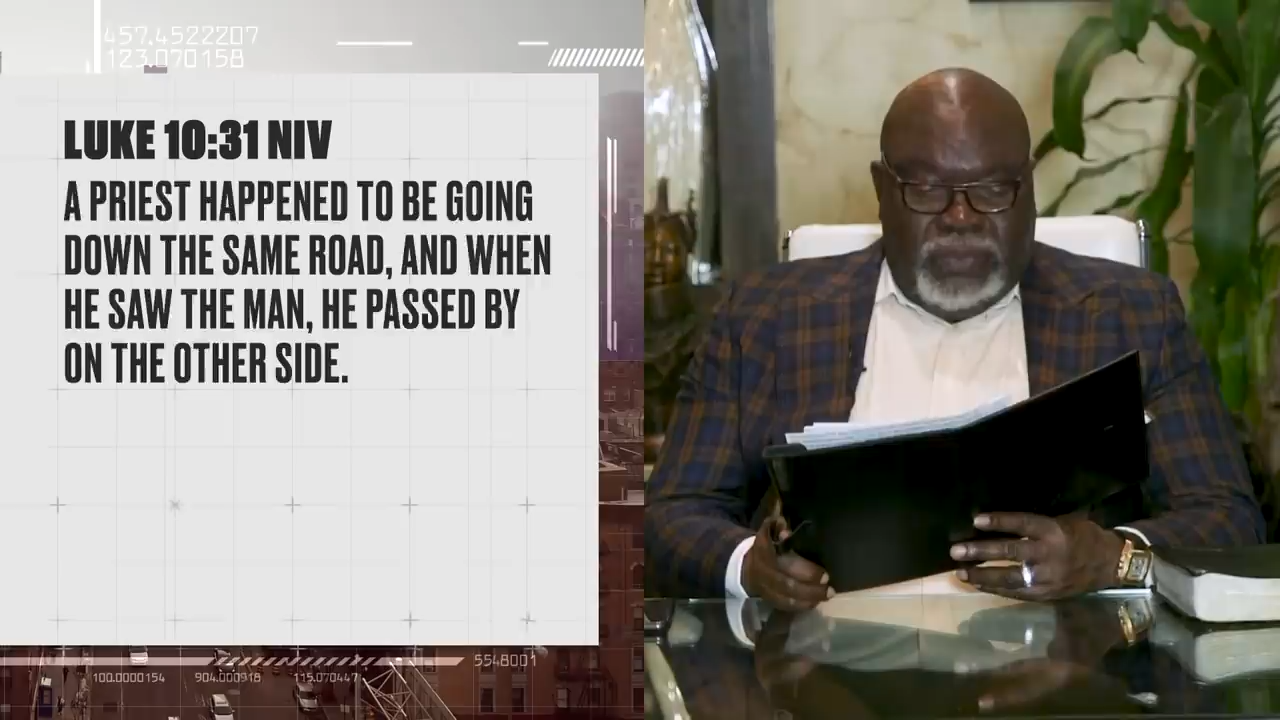 457.4522207
123.070158
LUKE 10:31 NIV
A PRIEST HAPPENED TO BE GOING
DOWN THE SAME ROAD, AND WHEN
HE SAW THE MAN, HE PASSED BY
ON THE OTHER SIDE.
5548001
100.0000154 904.000918 115.070447